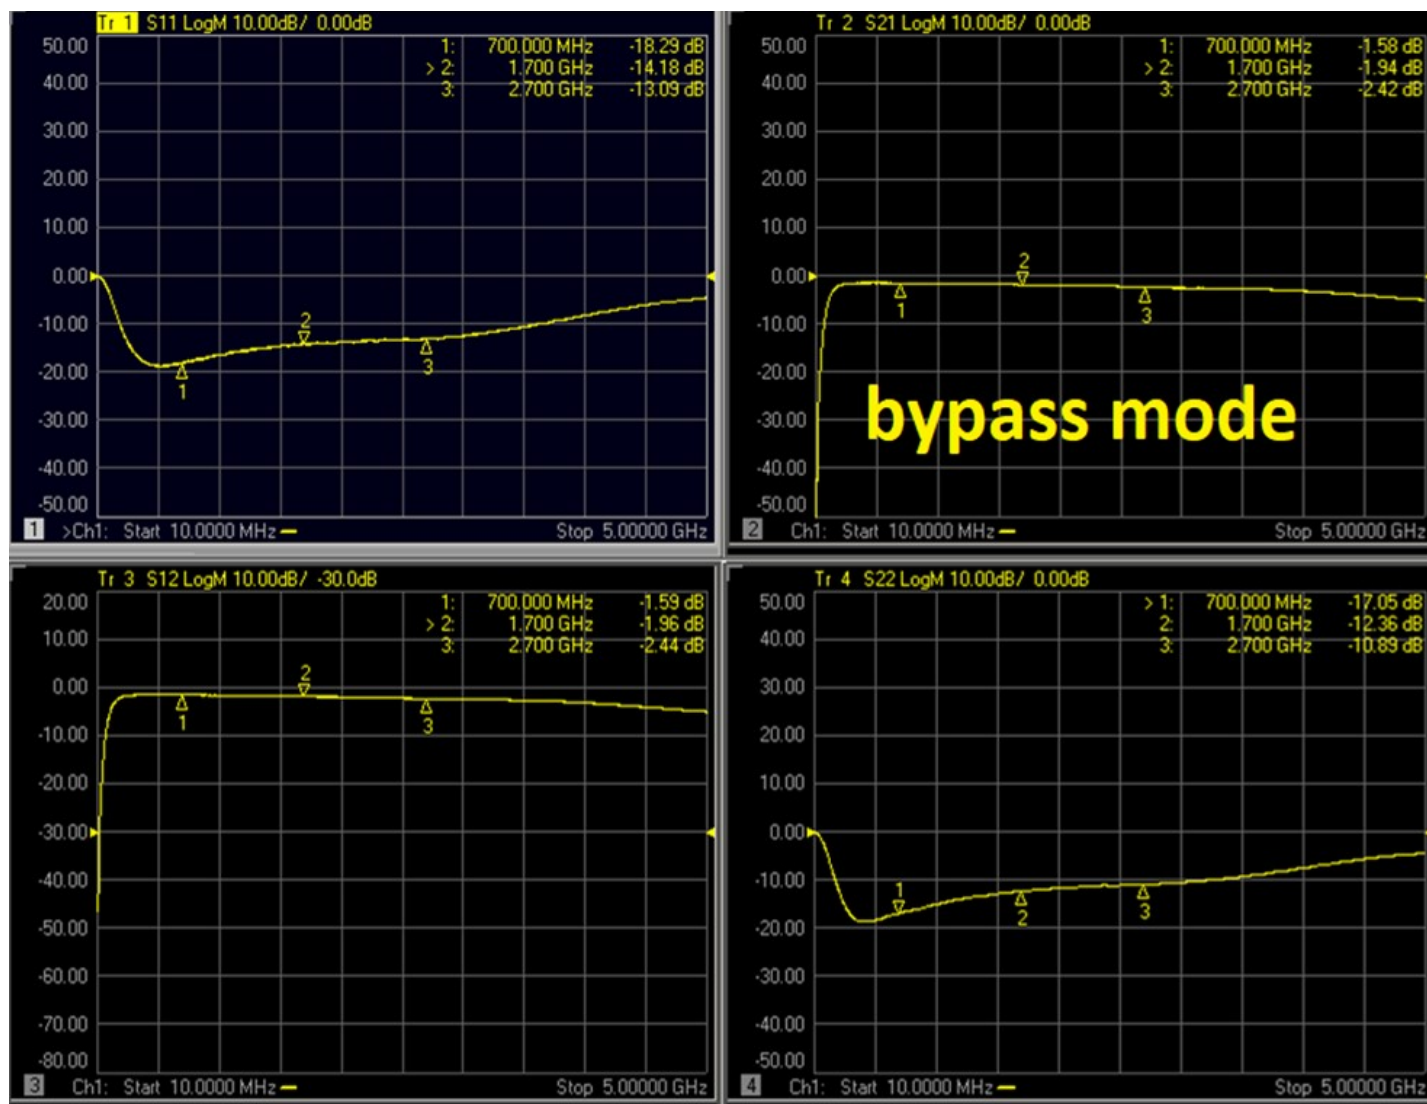 Tr 1 S11 LogM 10.00dB/ 0.00dB
50.00
1: 700.000 MHz -18.29 dB
> 2: 1.700 GHz -14.18 dB
40.00
3: 2.700 GHz -13.09 dB
30.00
20.00
10.00
0.00
2
-10.00
3
-20.00
1
-30.00
-40.00
-50.00
1 >Ch1: Start 10.0000 MHz Stop 5.00000 GHz
Tr 2 S21 LogM 10.00dB/ 0.00dB
50.00
1: 700.000 MHz -1.58 dB
> 2: 1.700 GHz -1.94 dB
40.00
3: 2.700 GHz -2.42 dB
30.00
20.00
10.00
2
0.00
1
3
-10.00
-20.00
bypass mode
-30.00
-40.00
-50.00
2 Ch1: Start 10.0000 MHz Stop 5.00000 GHz
Tr 3 S12 LogM 10.00dB/ -30.0dB
20.00
1: 700.000 MHz -1.59 dB
> 2: 1.700 GHz -1.96 dB
10.00
3: 2.700 GHz -2.44 dB
2
0.00
1
3
-10.00
-20.00
-30.00
-40.00
-50.00
-60.00
-70.00
-80.00
3 Ch1: Start 10.0000 MHz Stop 5.00000 GHz
Tr 4 S22 LogM 10.00dB/ 0.00dB
50.00
> 1: 700.000 MHz -17.05 dB
2: 1.700 GHz -12.36 dB
40.00
3: 2.700 GHz -10.89 dB
30.00
20.00
10.00
0.00
-10.00
1
2
3
-20.00
-30.00
-40.00
-50.00
4 Ch1: Start 10.0000 MHz Stop 5.00000 GHz